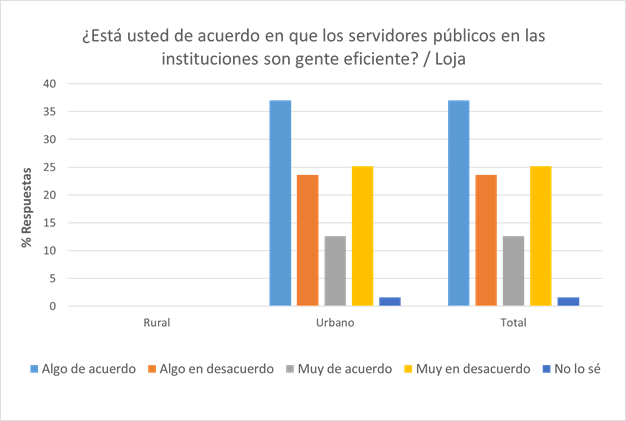 ¿Está usted de acuerdo en que los servidores públicos en las
instituciones son gente eficiente? / Loja
% Respuestas
40
35
30
25
20
15
10
5
0
Rural Urbano Total
Algo de acuerdo Algo en desacuerdo Muy de acuerdo Muy en desacuerdo No lo sé